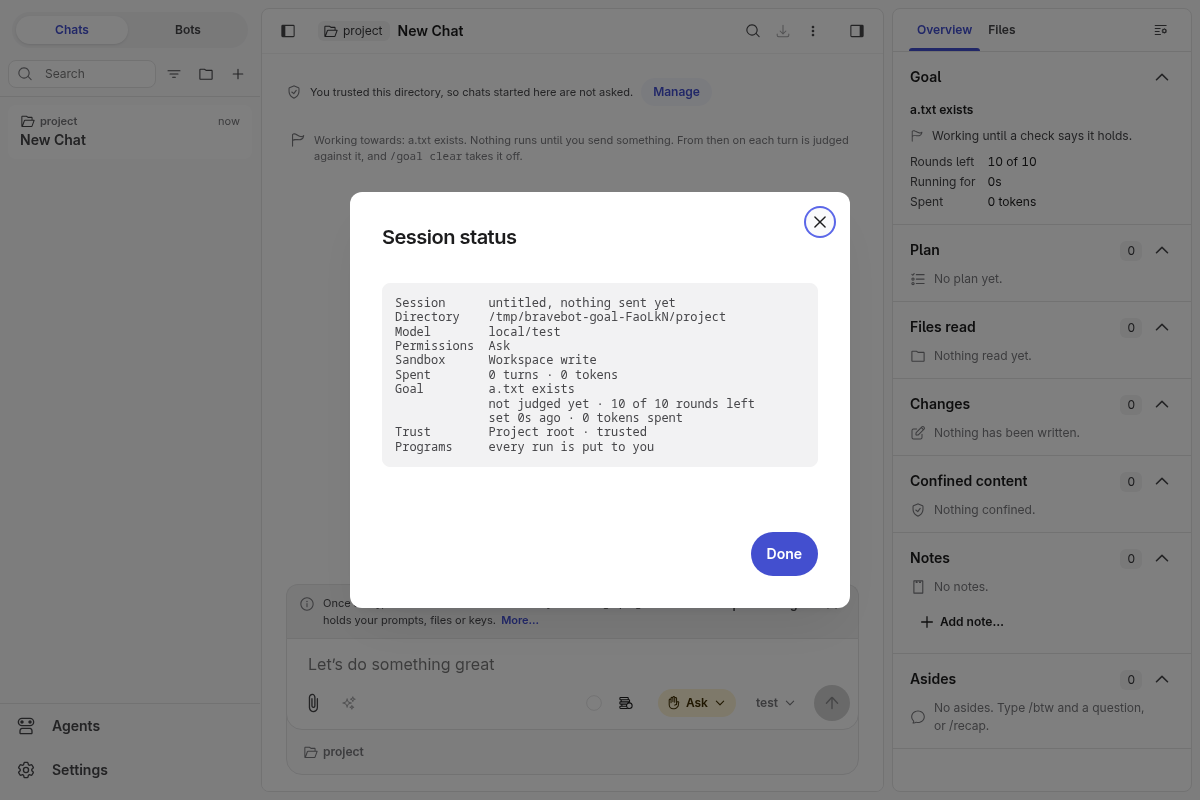 Chats
Bots
Search
project
now
New Chat
Agents
Settings
project
New Chat
You trusted this directory, so chats started here are not asked.
Manage
Working towards: a.txt exists. Nothing runs until you send something. From then on each turn is judged
against it, and /goal clear takes it off.
Session status
Session untitled, nothing sent yet
Directory /tmp/bravebot-goal-FaoLkN/project
Model local/test
Permissions Ask
Sandbox Workspace write
Spent 0 turns · 0 tokens
Goal a.txt exists
not judged yet · 10 of 10 rounds left
set 0s ago · 0 tokens spent
Trust Project root · trusted
Programs every run is put to you
Done
Once
holds your prompts, files or keys. More...
Let's do something great
Ask
test
project
Overview
Files
Goal
a.txt exists
Working until a check says it holds.
Rounds left 10 of 10
Running for 0s
Spent 0 tokens
Plan 0
No plan yet.
Files read 0
Nothing read yet.
Changes 0
Nothing has been written.
Confined content 0
Nothing confined.
Notes 0
No notes.
Add note...
Asides 0
No asides. Type /btw and a question,
or /recap.